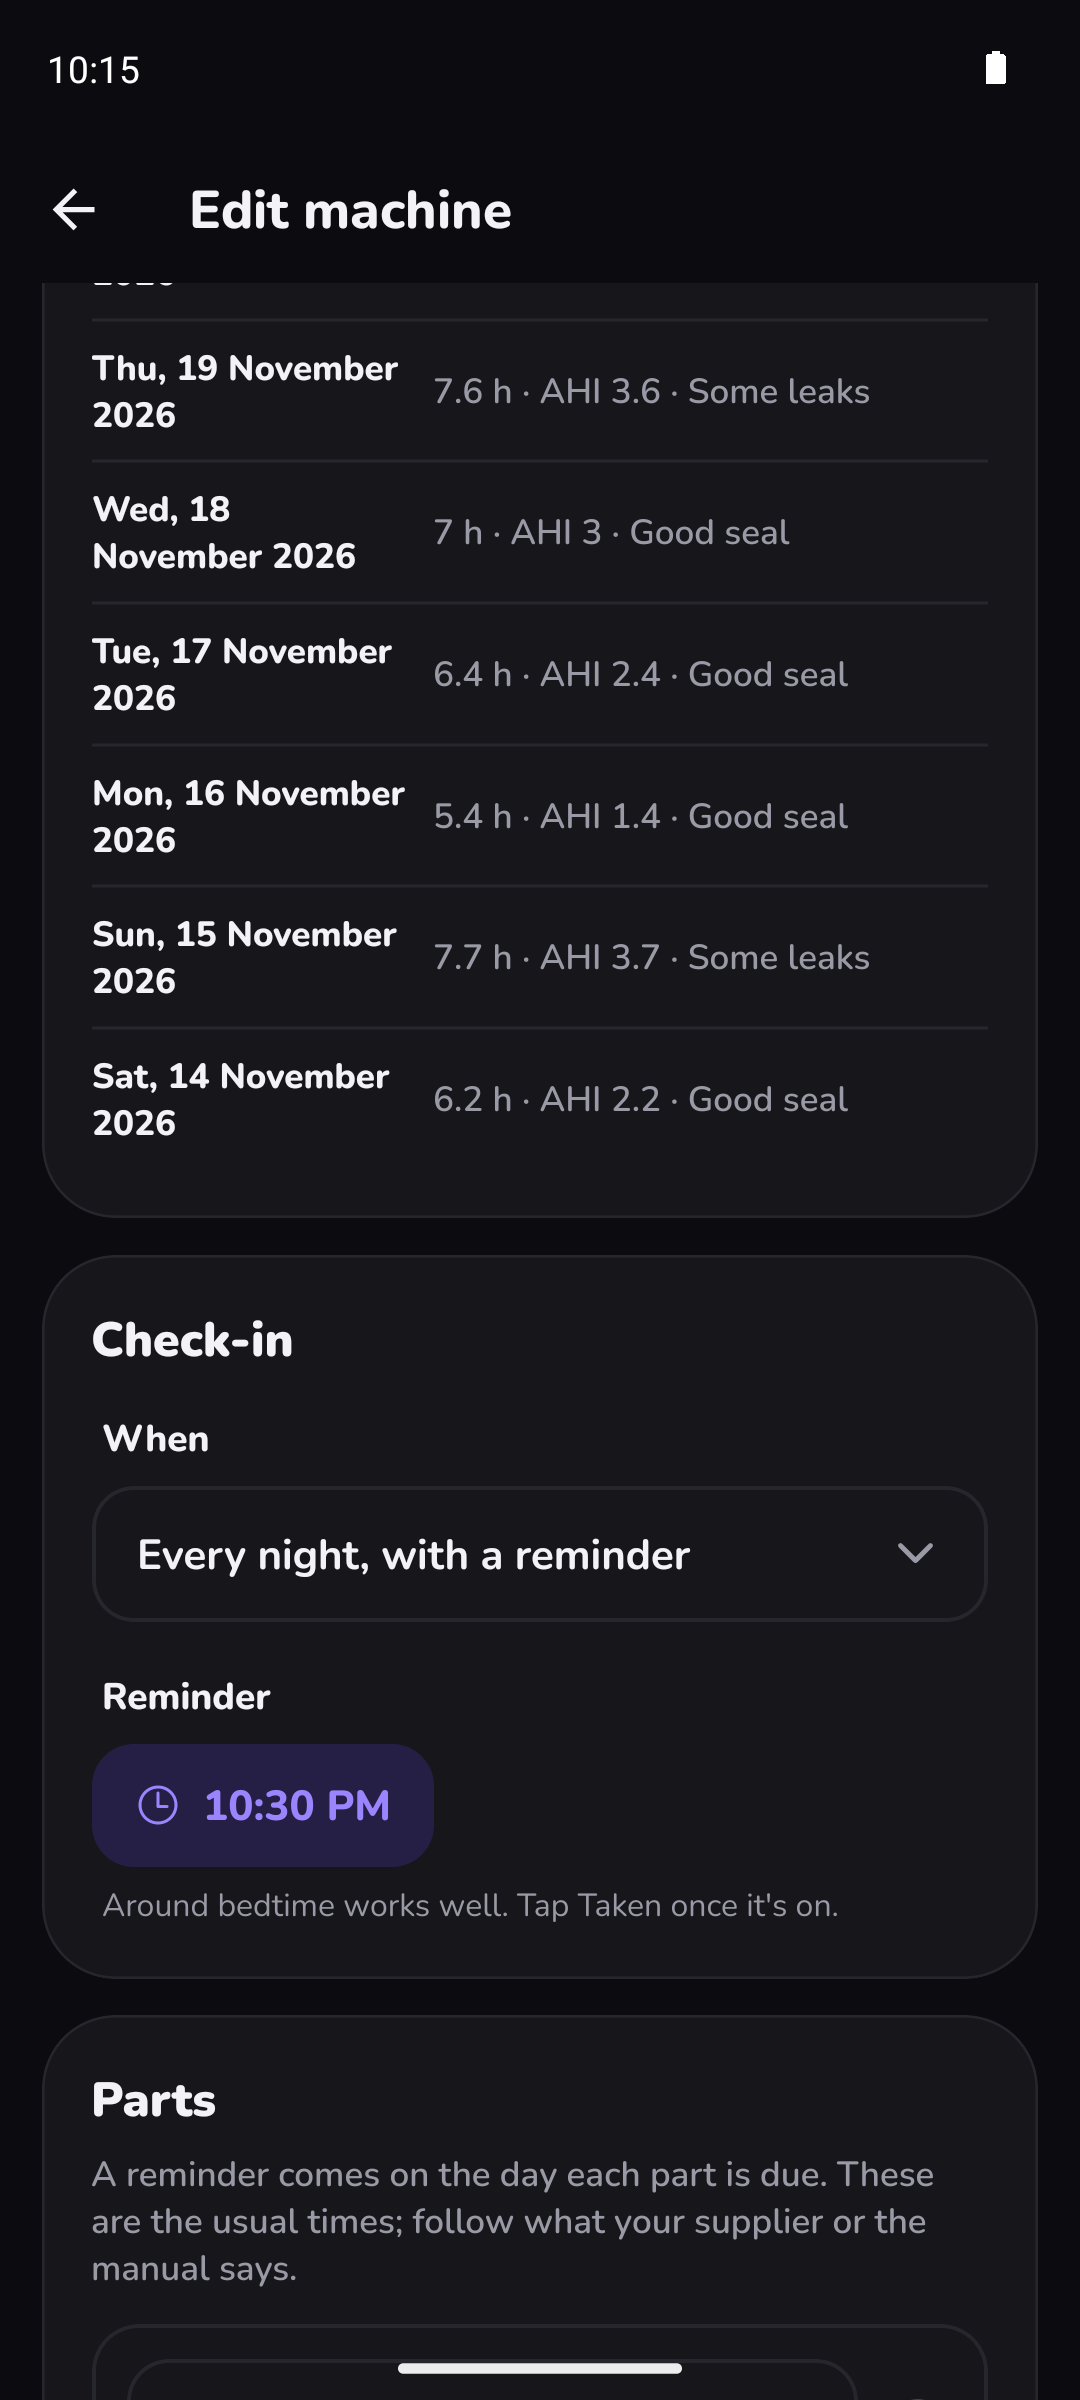 10:15
Edit machine
Thu, 19 November
2026
7.6 h · AHI 3.6 · Some leaks
Wed, 18
November 2026
7 h · AHI 3 · Good seal
Tue, 17 November
2026
6.4 h · AHI 2.4 · Good seal
Mon, 16 November
2026
5.4 h · AHI 1.4 · Good seal
Sun, 15 November
2026
7.7 h · AHI 3.7 · Some leaks
Sat, 14 November
2026
6.2 h · AHI 2.2 · Good seal
Check-in
When
Every night, with a reminder
Reminder
10:30 PM
Around bedtime works well. Tap Taken once it's on.
Parts
A reminder comes on the day each part is due. These
are the usual times; follow what your supplier or the
manual says.